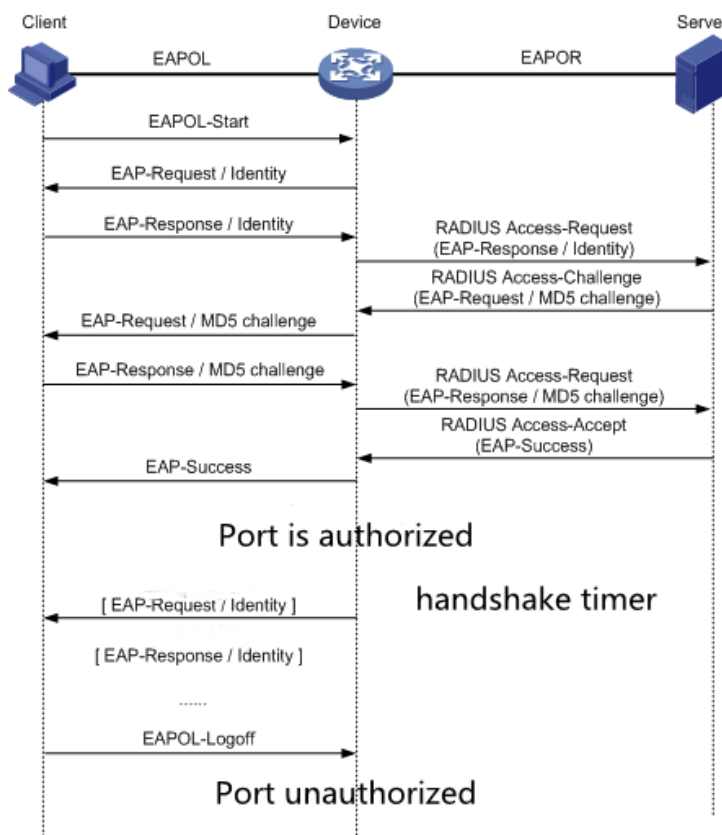 Client
Device
Serve
EAPOL
EAPOR
EAPOL-Start
EAP-Request / Identity
EAP-Response / Identity
RADIUS Access-Request
(EAP-Response / Identity)
RADIUS Access-Challenge
(EAP-Request / MD5 challenge)
EAP-Request / MD5 challenge
EAP-Response / MD5 challenge
RADIUS Access-Request
(EAP-Response / MD5 challenge)
RADIUS Access-Accept
(EAP-Success)
EAP-Success
Port is authorized
handshake timer
[ EAP-Request / Identity ]
[ EAP-Response / Identity ]
......
EAPOL-Logoff
Port unauthorized